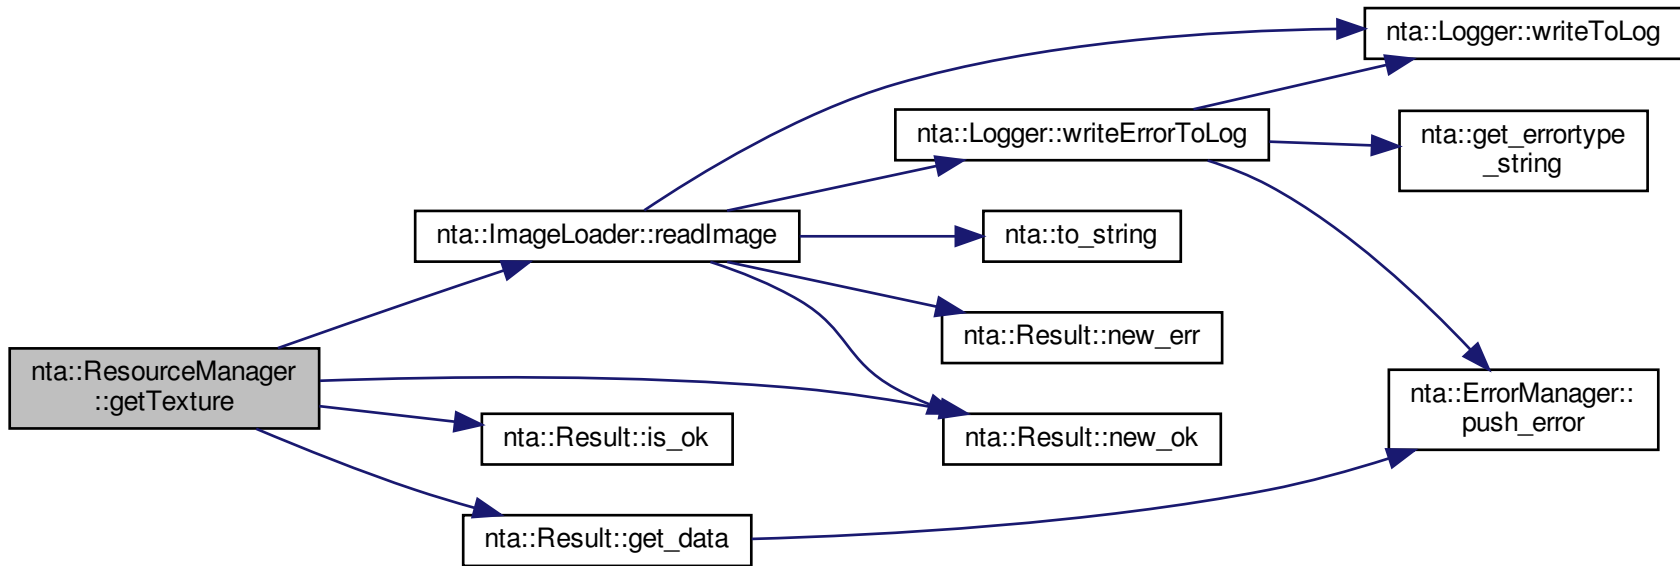 nta::Logger::writeToLog
nta::Logger::writeErrorToLog
nta::get_errortype
_string
nta::ImageLoader::readImage
nta::to_string
nta::Result::new_err
nta::ResourceManager
::getTexture
nta::ErrorManager::
push_error
nta::Result::is_ok
nta::Result::new_ok
nta::Result::get_data